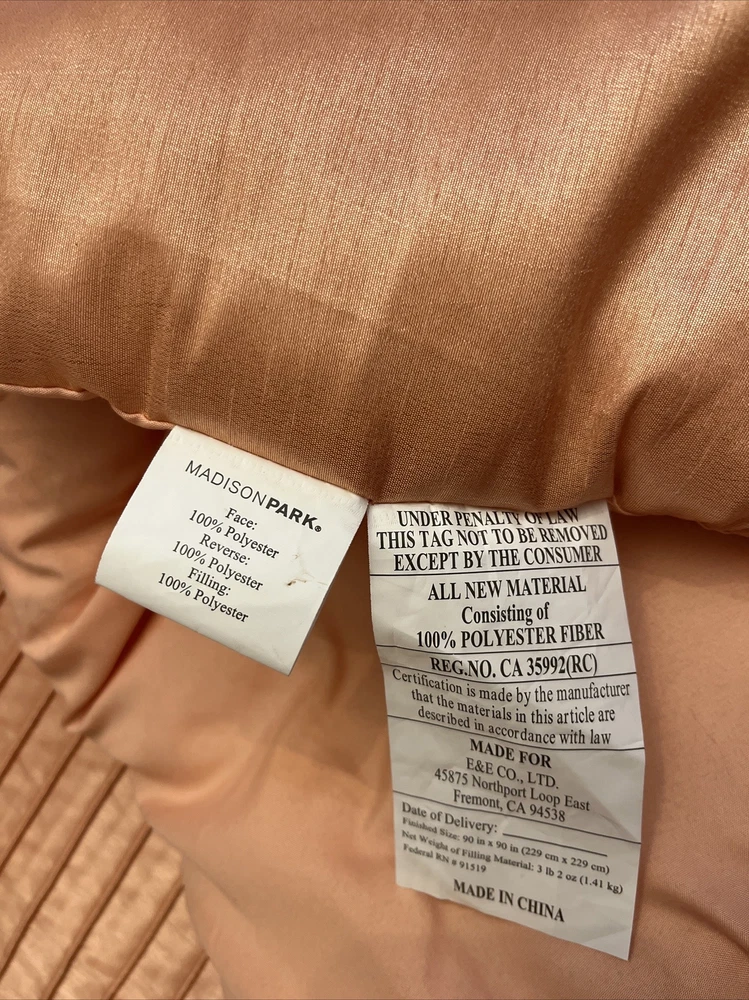 MADISONPARK®
Face:
100% Polyester
Reverse:
100% Polyester
Filling:
100% Polyester
UNDER PENALTY OF LAW
THIS TAG NOT TO BE REMOVED
EXCEPT BY THE CONSUMER
ALL NEW MATERIAL
Consisting of
100% POLYESTER FIBER
REG.NO. CA 35992(RC)
Certification is made by the manufacturer
that the materials in this article are
described in accordance with law
MADE FOR
E&E CO., LTD.
45875 Northport Loop East
Fremont, CA 94538
Date of Delivery:
Finished Size: 90 in x 90 in (229 cm x 229 cm)
Net Weight of Filling Material: 3 lb 2 oz (1.41 kg)
Federal RN # 91519
MADE IN CHINA